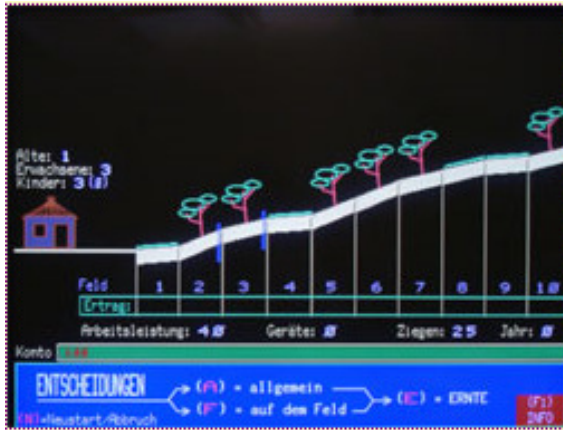 Alte: 1
Erwachsene: 3
Kinder: 3 (0)
Feld 1 2 3 4 5 6 7 8 9 10
Ertrag:
Arbeitsleistung: 40 Geräte: 0 Ziegen: 25 Jahr: 0
Konto
ENTSCHEIDUNGEN
(A) = allgemein
(F) = auf dem Feld
(E) = ERNTE
(N)=Neustart/Abbruch
(F1)
INFO